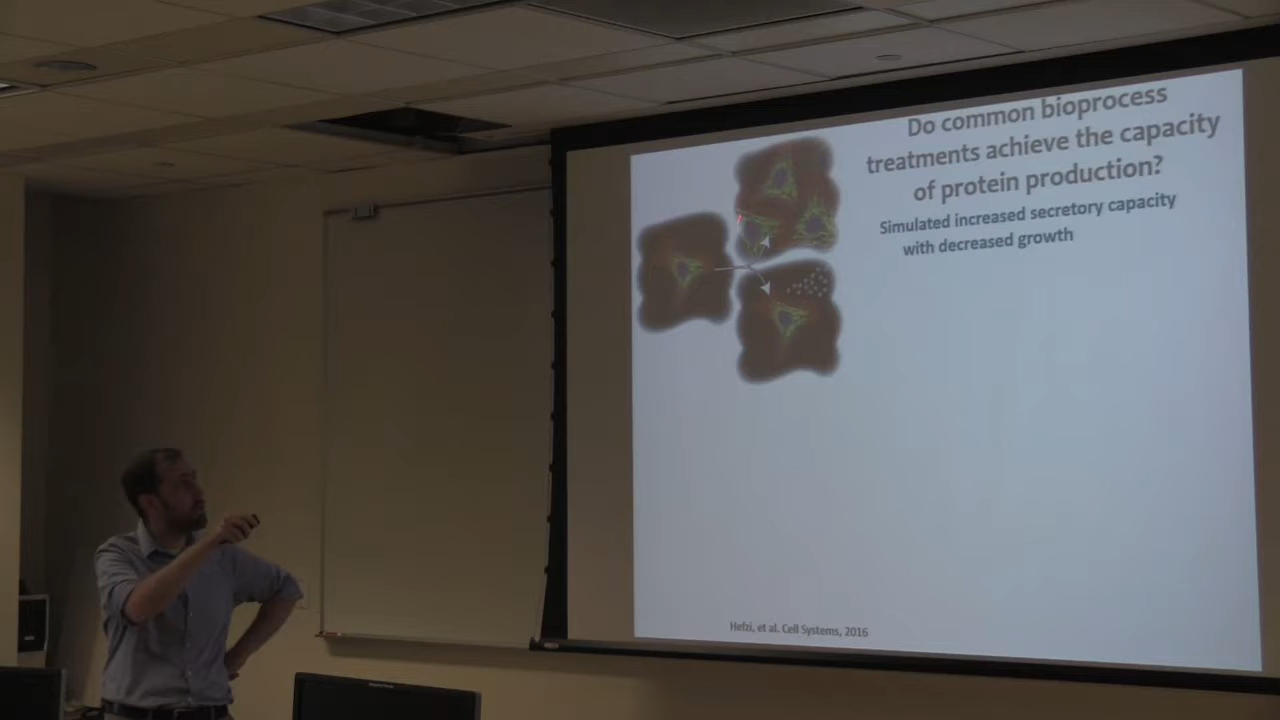 Do common bioprocess
treatments achieve the capacity
of protein production?
Simulated increased secretory capacity
with decreased growth
Hefzi, et al. Cell Systems, 2016